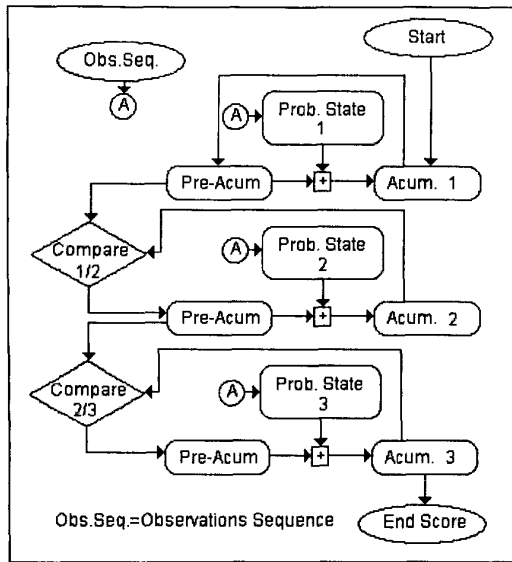 Start
Obs.Seq.
A
A
Prob. State
1
Pre-Acum
+
Acum. 1
Compare
1/2
A
Prob. State
2
Pre-Acum
+
Acum. 2
Compare
2/3
A
Prob. State
3
Pre-Acum
+
Acum. 3
Obs.Seq.=Observations Sequence
End Score